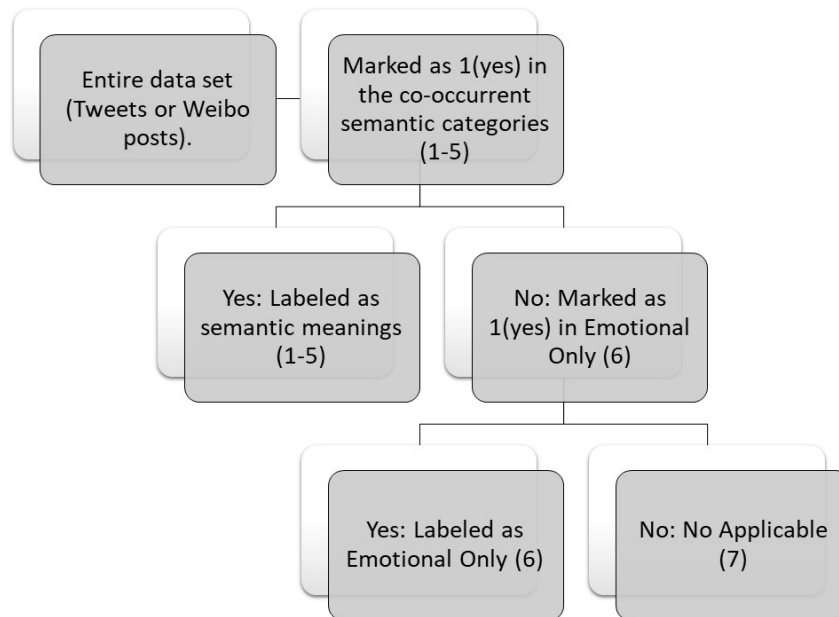 Entire data set
(Tweets or Weibo
posts).
Marked as 1(yes) in
the co-occurrent
semantic categories
(1-5)
Yes: Labeled as
semantic meanings
(1-5)
No: Marked as
1(yes) in Emotional
Only (6)
Yes: Labeled as
Emotional Only (6)
No: No Applicable
(7)